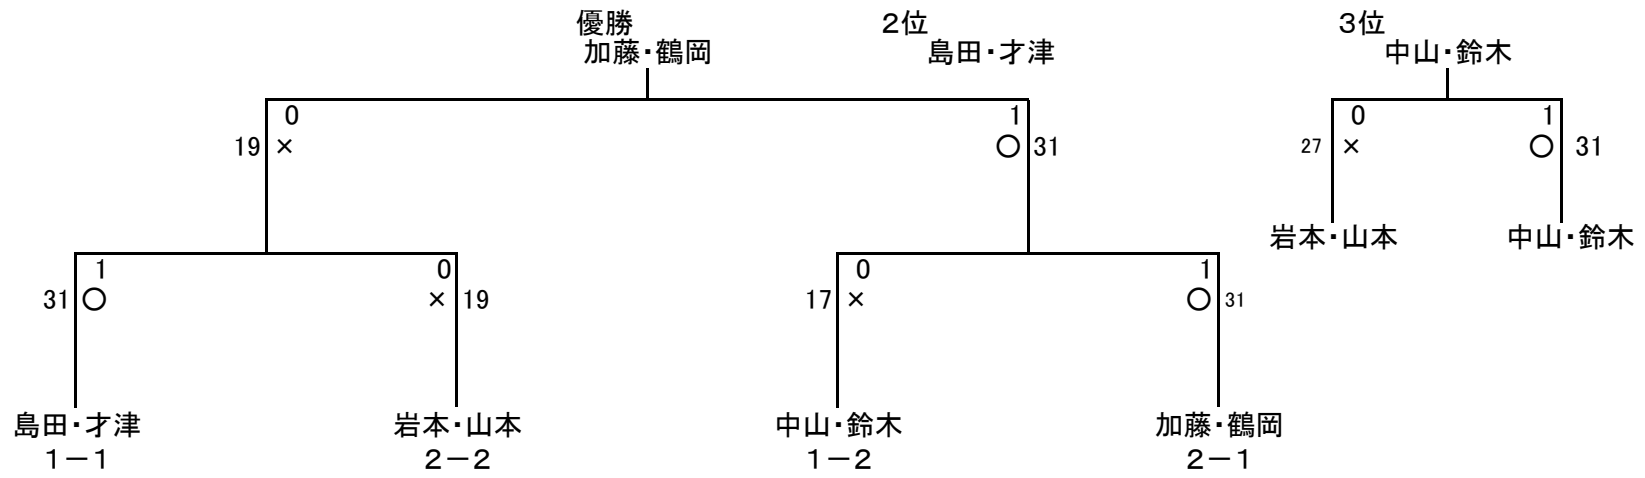 優勝 2位 3位
加藤・鶴岡 島田・才津 中山・鈴木
0 1 0 1
19 × ○ 31 27 × ○ 31
岩本・山本 中山・鈴木
1 0 0 1
31 ○ × 19 17 × ○ 31
島田・才津 岩本・山本 中山・鈴木 加藤・鶴岡
1－1 2－2 1－2 2－1